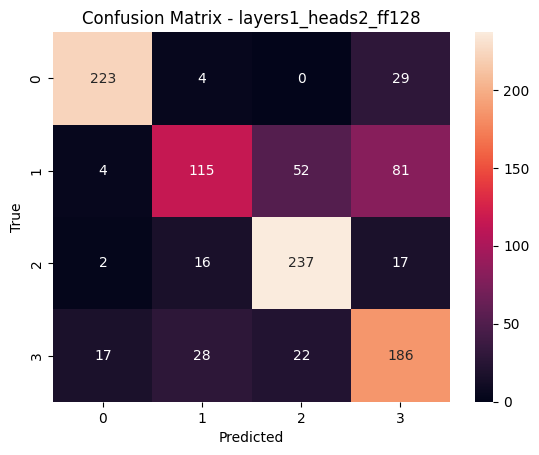 Confusion Matrix - layers1_heads2_ff128
0 223 4 0 29
1 4 115 52 81
2 2 16 237 17
3 17 28 22 186
0 1 2 3
True
Predicted
200
150
100
50
0